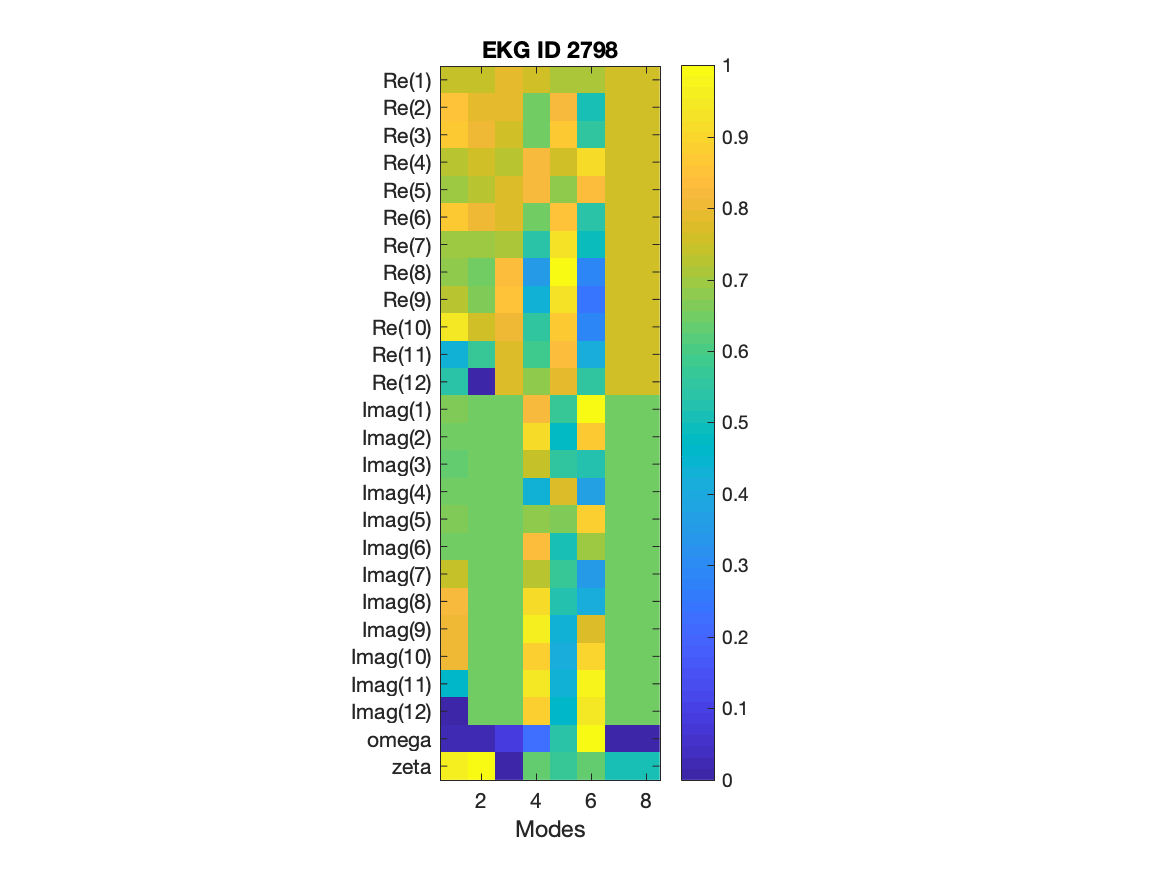 EKG ID 2798
Re(1)
Re(2)
Re(3)
Re(4)
Re(5)
Re(6)
Re(7)
Re(8)
Re(9)
Re(10)
Re(11)
Re(12)
Imag(1)
Imag(2)
Imag(3)
Imag(4)
Imag(5)
Imag(6)
Imag(7)
Imag(8)
Imag(9)
Imag(10)
Imag(11)
Imag(12)
omega
zeta
2 4 6 8
Modes
1
0.9
0.8
0.7
0.6
0.5
0.4
0.3
0.2
0.1
0